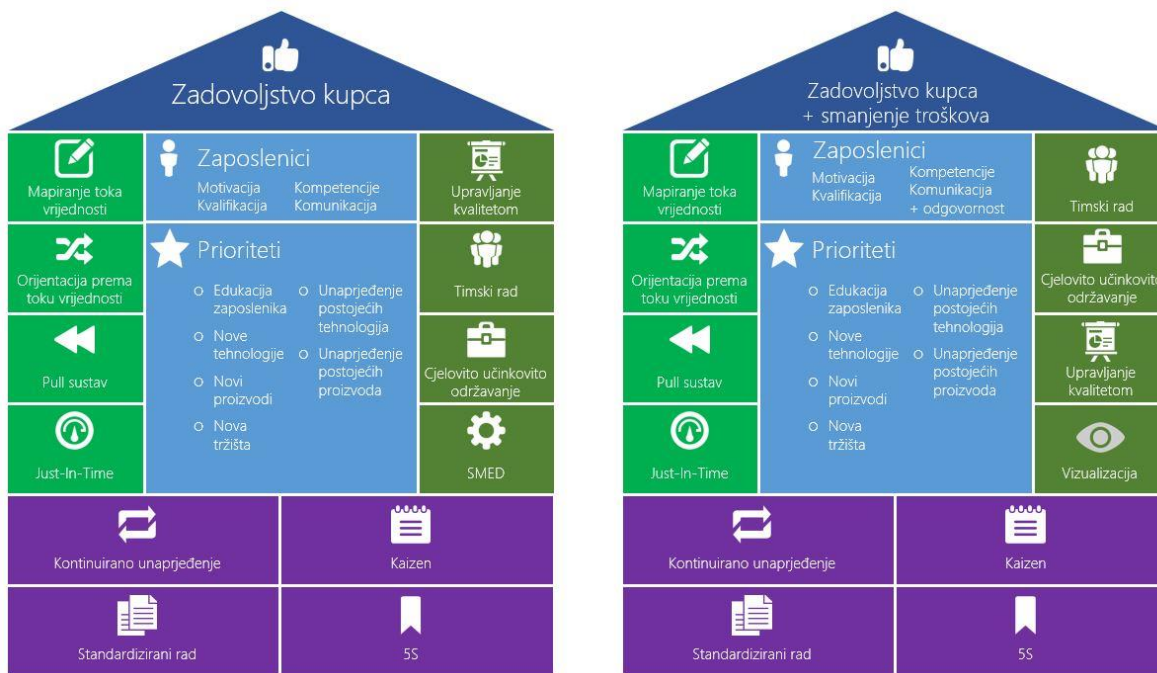 Zadovoljstvo kupca
Mapiranje toka
vrijednosti
Zaposlenici
Motivacija
Kvalifikacija
Kompetencije
Komunikacija
Upravljanje
kvalitetom
Orijentacija prema
toku vrijednosti
Prioriteti
Edukacija
zaposlenika
Nove
tehnologije
Novi
proizvodi
Nova
tržišta
Unaprjeđenje
postojećih
tehnologija
Unaprjeđenje
postojećih
proizvoda
Timski rad
Pull sustav
Cjelovito učinkovito
održavanje
Just-In-Time
SMED
Kontinuirano unaprjeđenje
Kaizen
Standardizirani rad
5S
Zadovoljstvo kupca
+ smanjenje troškova
Mapiranje toka
vrijednosti
Zaposlenici
Motivacija
Kvalifikacija
Kompetencije
Komunikacija
+ odgovornost
Timski rad
Orijentacija prema
toku vrijednosti
Prioriteti
Edukacija
zaposlenika
Nove
tehnologije
Novi
proizvodi
Nova
tržišta
Unaprjeđenje
postojećih
tehnologija
Unaprjeđenje
postojećih
proizvoda
Cjelovito učinkovito
održavanje
Pull sustav
Upravljanje
kvalitetom
Just-In-Time
Vizualizacija
Kontinuirano unaprjeđenje
Kaizen
Standardizirani rad
5S